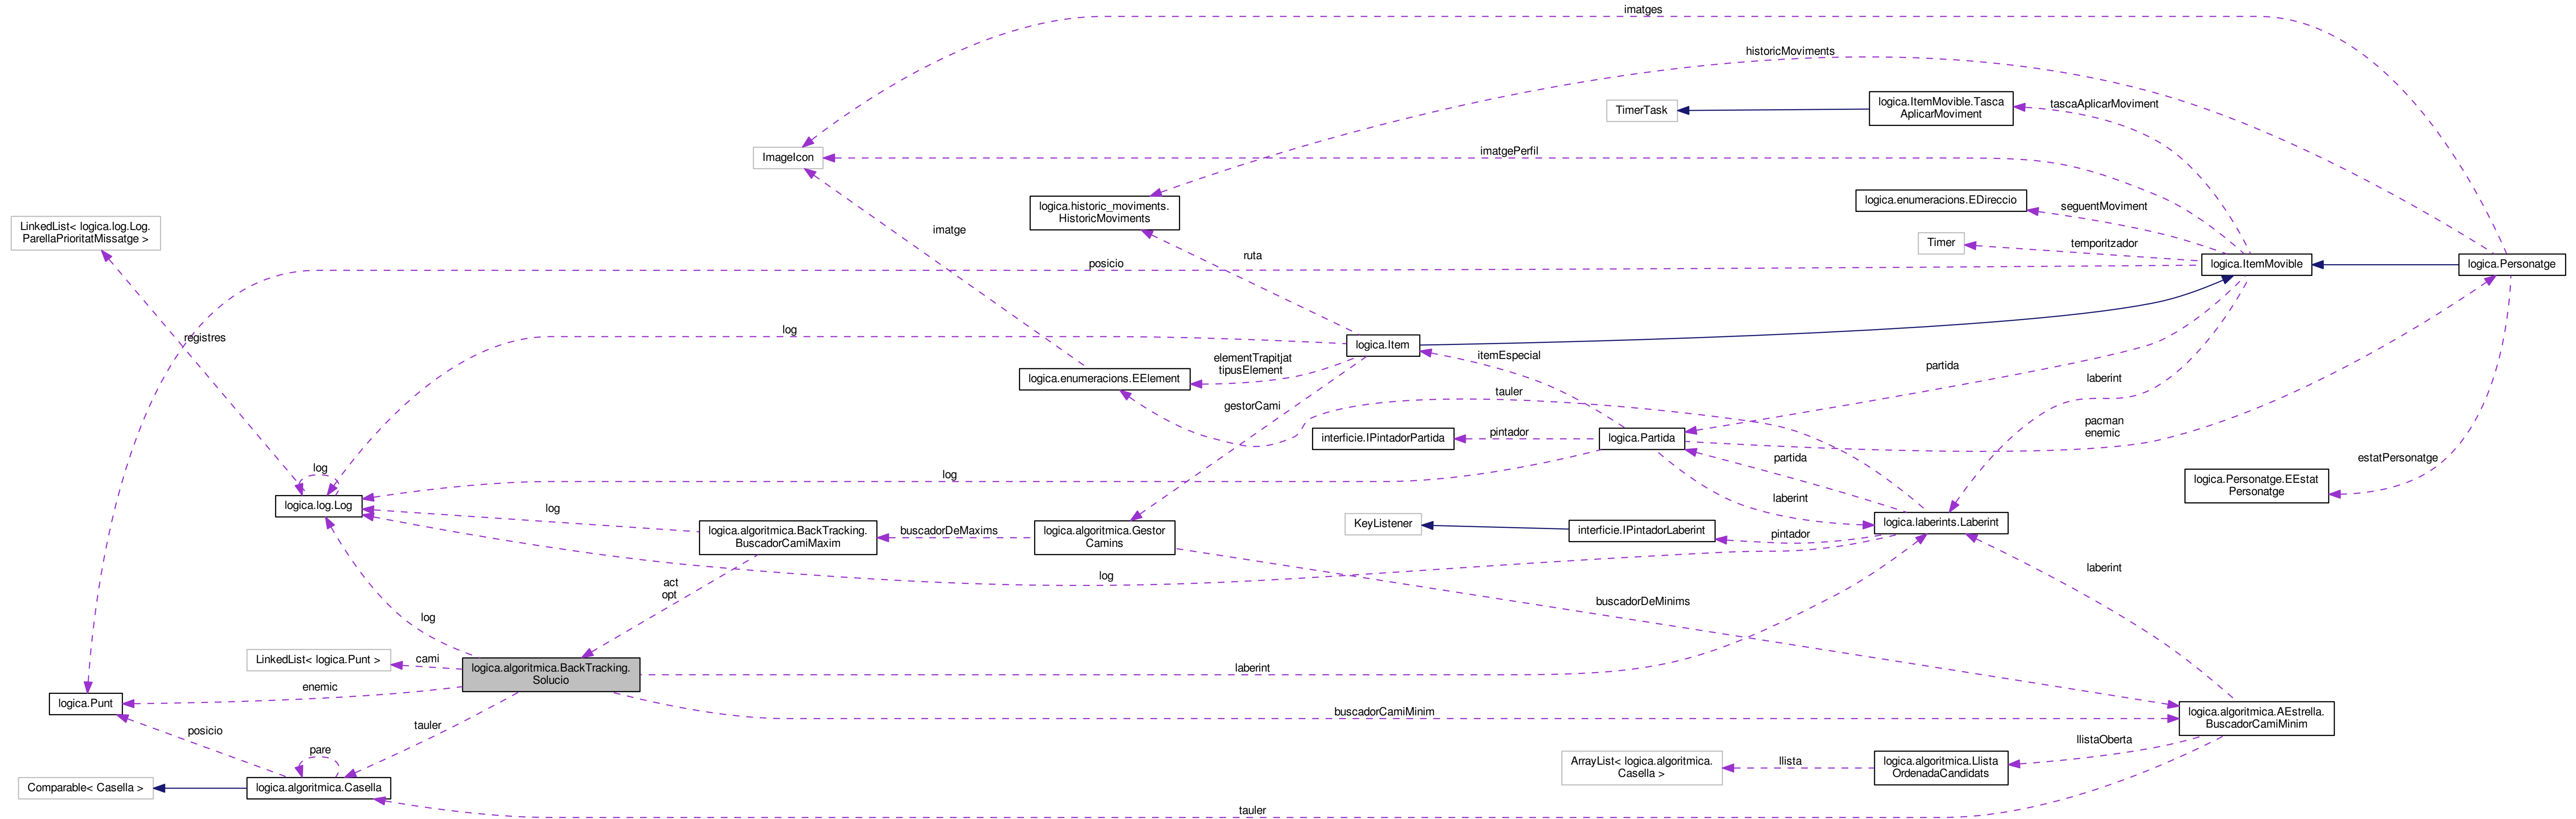 imatges
historicMoviments
logica.ItemMovible.Tasca
AplicarMoviment
tascaAplicarMoviment
TimerTask
ImageIcon
imatgePerfil
logica.enumeracions.EDireccio
seguentMoviment
logica.historic_moviments.
HistoricMoviments
LinkedList< logica.log.Log.
ParellaPrioritatMissatge >
imatge
Timer
temporitzador
ruta
posicio
logica.ItemMovible
logica.Personatge
registres
log
logica.Item
elementTrapitjat
tipusElement
itemEspecial
partida
logica.enumeracions.EElement
laberint
gestorCami
tauler
pacman
enemic
interficie.IPintadorPartida
pintador
logica.Partida
partida
estatPersonatge
log
log
logica.Personatge.EEstat
Personatge
laberint
logica.log.Log
log
logica.algoritmica.BackTracking.
BuscadorCamiMaxim
buscadorDeMaxims
logica.algoritmica.Gestor
Camins
KeyListener
interficie.IPintadorLaberint
pintador
logica.laberints.Laberint
act
opt
log
laberint
buscadorDeMinims
log
LinkedList< logica.Punt >
cami
logica.algoritmica.BackTracking.
Solucio
laberint
enemic
logica.Punt
buscadorCamiMinim
logica.algoritmica.AEstrella.
BuscadorCamiMinim
posicio
tauler
pare
llistaOberta
ArrayList< logica.algoritmica.
Casella >
llista
logica.algoritmica.Llista
OrdenadaCandidats
Comparable< Casella >
logica.algoritmica.Casella
tauler